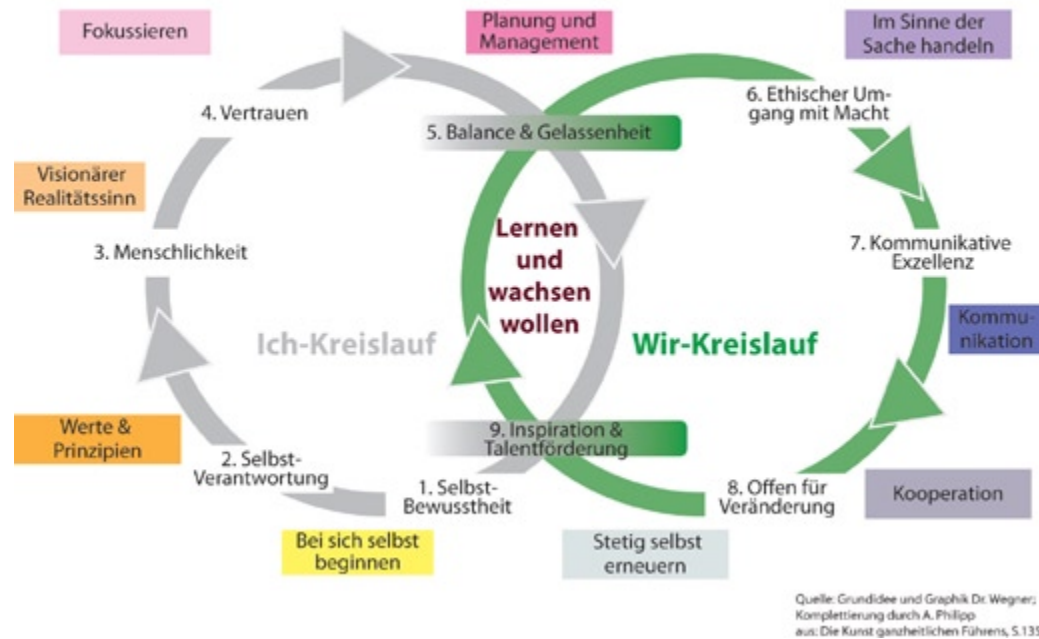 Fokussieren
Planung und
Management
Im Sinne der
Sache handeln
4. Vertrauen
5. Balance & Gelassenheit
6. Ethischer Um-
gang mit Macht
Visionärer
Realitätssinn
3. Menschlichkeit
Lernen
und
wachsen
wollen
7. Kommunikative
Exzellenz
Ich-Kreislauf
Wir-Kreislauf
Kommu-
nikation
Werte &
Prinzipien
2. Selbst-
Verantwortung
1. Selbst-
Bewusstheit
9. Inspiration &
Talentförderung
8. Offen für
Veränderung
Kooperation
Bei sich selbst
beginnen
Stetig selbst
erneuern
Quelle: Grundidee und Graphik Dr. Wegner;
Komplettierung durch A. Philipp
aus: Die Kunst ganzheitlichen Führens, S.135